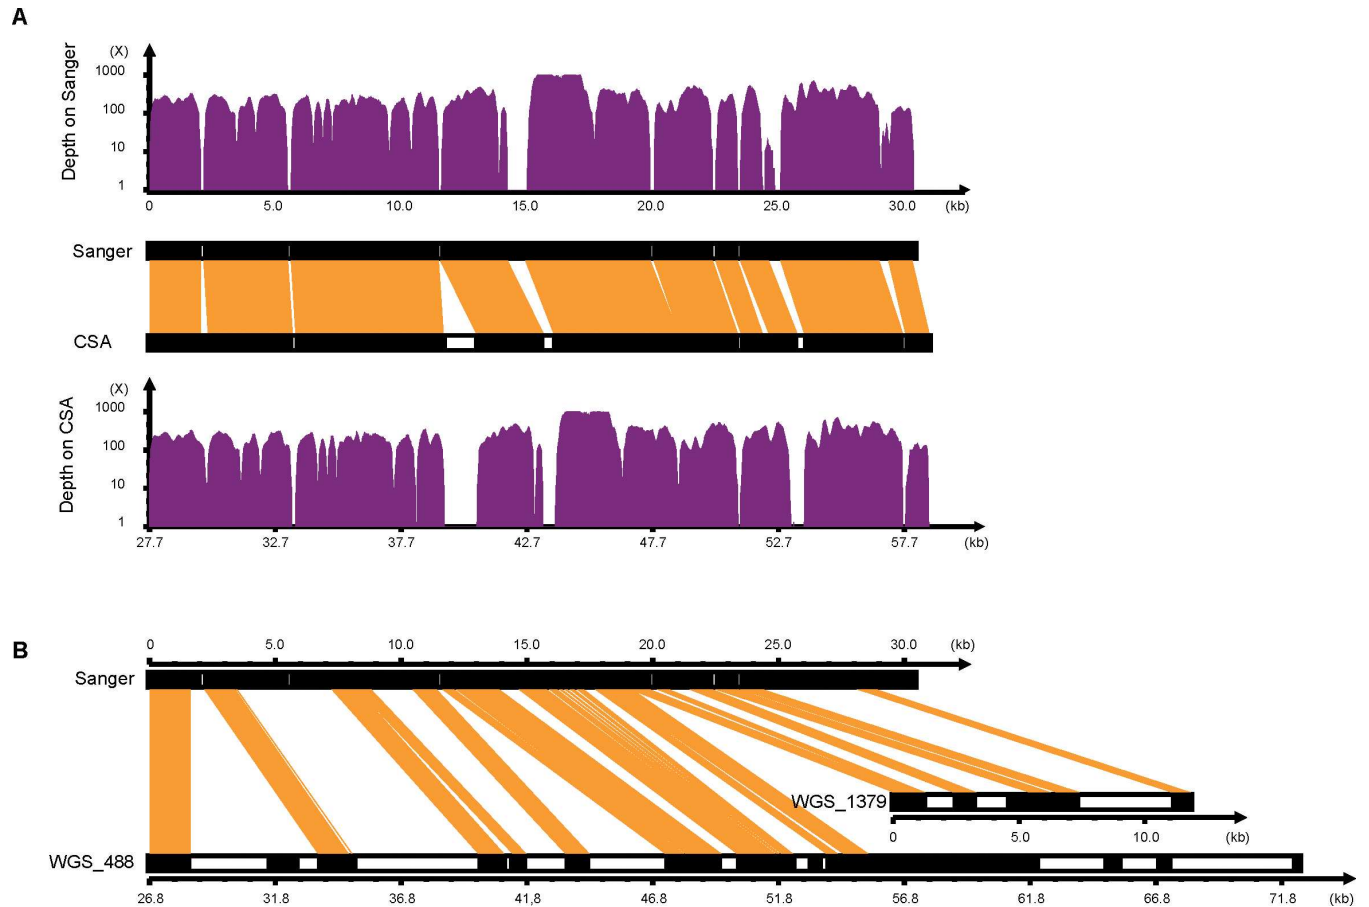 A
Depth on Sanger
(X)
1000
100
10
1
0 5.0 10.0 15.0 20.0 25.0 30.0 (kb)
Sanger
CSA
Depth on CSA
(X)
1000
100
10
1
27.7 32.7 37.7 42.7 47.7 52.7 57.7 (kb)
B
0 5.0 10.0 15.0 20.0 25.0 30.0 (kb)
Sanger
WGS_1379
0 5.0 10.0 (kb)
WGS_488
26.8 31.8 36.8 41,8 46.8 51.8 56.8 61.8 66.8 71.8 (kb)